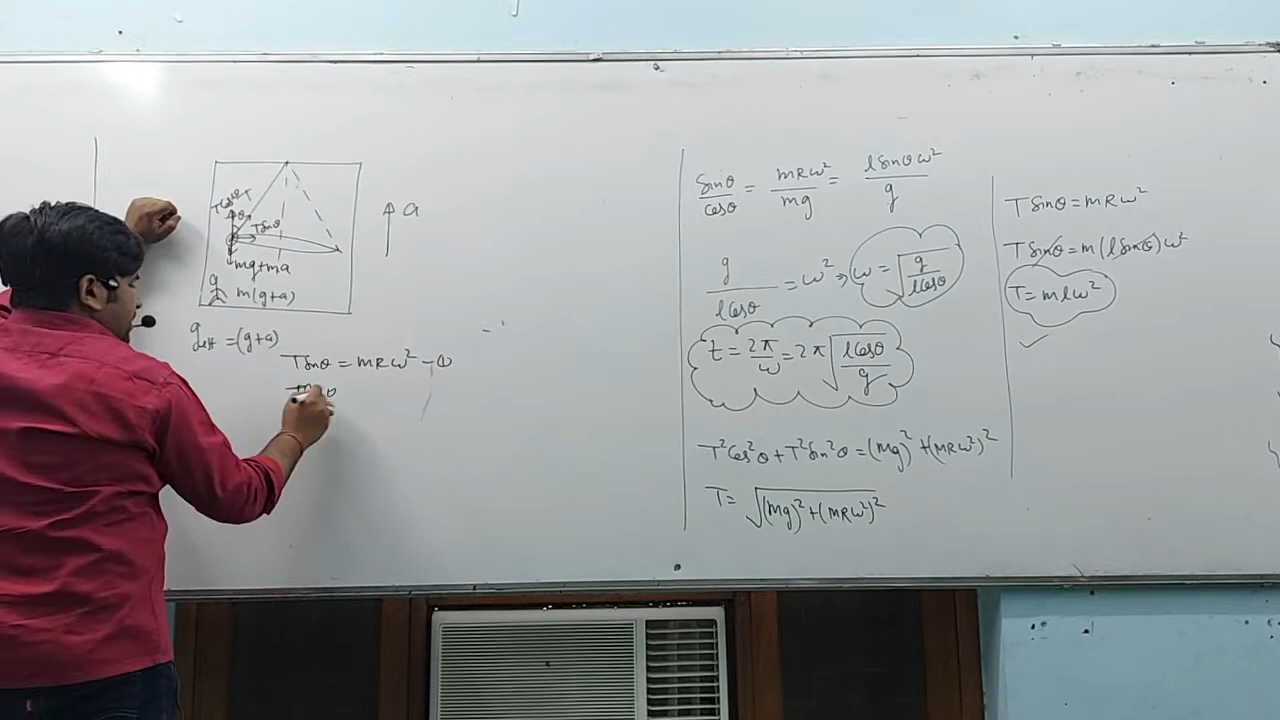 a
Tcosθ T
θ
Tsinθ
mg+ma
m(g+a)
g_eff = (g+a)
Tsinθ = mRω² – ①
sinθ/cosθ = mRω²/mg = lsinθω²/g
g/lcosθ = ω² ⇒ ω = √(g/lcosθ)
t = 2π/ω = 2π√(lcosθ/g)
T²cos²θ + T²sin²θ = (mg)² + (mRω²)²
T = √((mg)² + (mRω²)²)
Tsinθ = mRω²
Tsinθ = m(lsinθ)ω²
T = mlω²